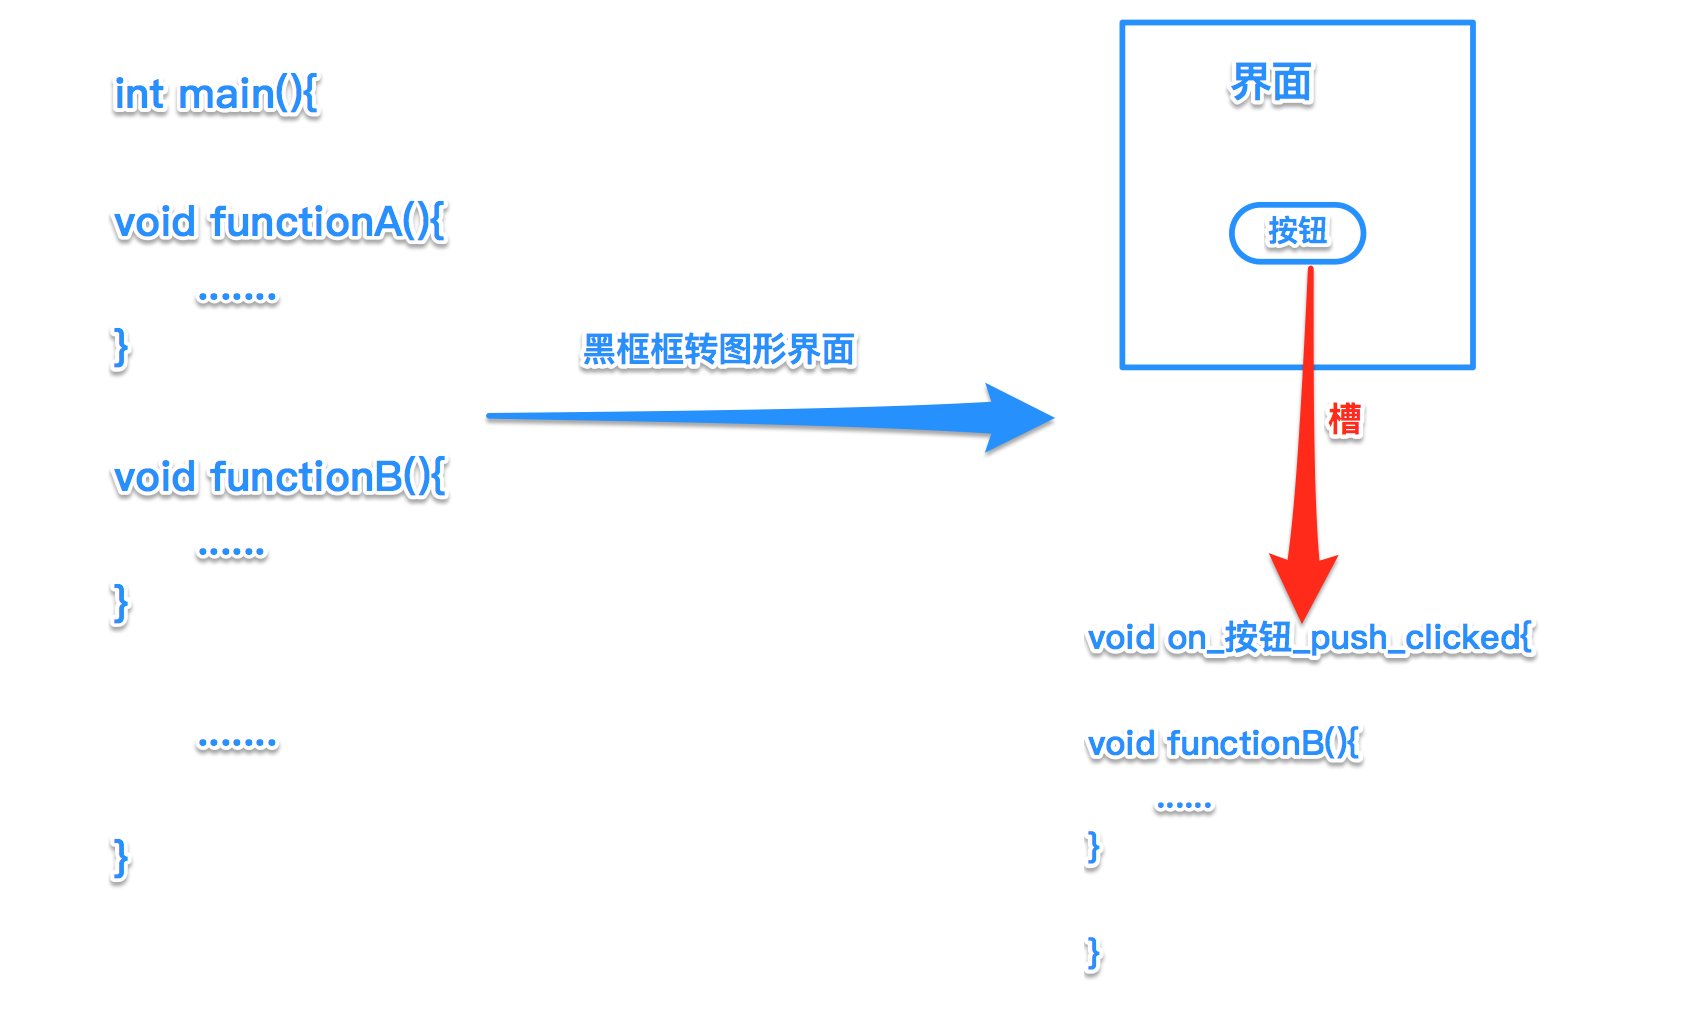 int main(){
void functionA(){
.......
}
void functionB(){
......
}
.......
}
黑框框转图形界面
界面
按钮
槽
void on_按钮_push_clicked{
void functionB(){
......
}
}